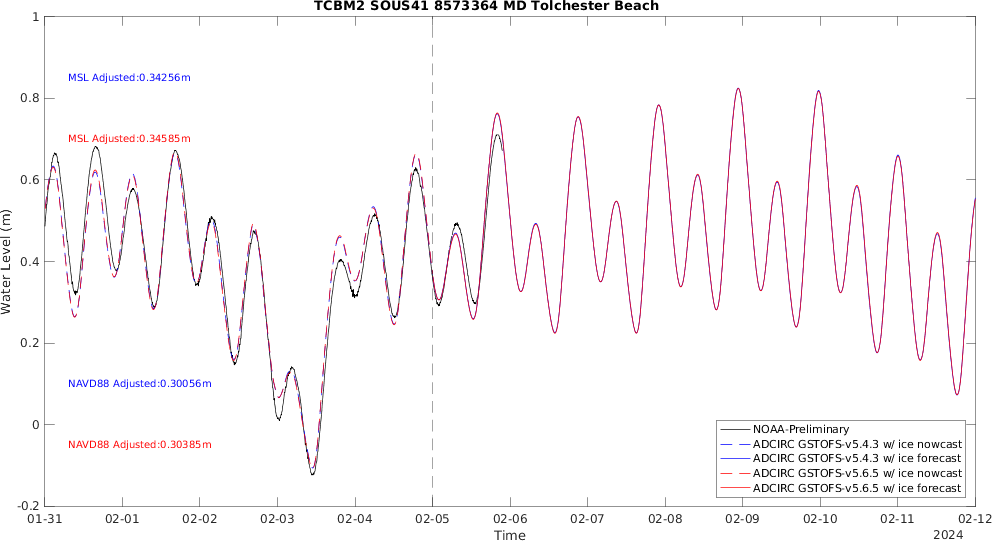 TCBM2 SOUS41 8573364 MD Tolchester Beach
1
0.8
0.6
0.4
0.2
0
-0.2
Water Level (m)
MSL Adjusted:0.34256m
MSL Adjusted:0.34585m
NAVD88 Adjusted:0.30056m
NAVD88 Adjusted:0.30385m
NOAA-Preliminary
ADCIRC GSTOFS-v5.4.3 w/ ice nowcast
ADCIRC GSTOFS-v5.4.3 w/ ice forecast
ADCIRC GSTOFS-v5.6.5 w/ ice nowcast
ADCIRC GSTOFS-v5.6.5 w/ ice forecast
01-31 02-01 02-02 02-03 02-04 02-05 02-06 02-07 02-08 02-09 02-10 02-11 02-12
Time
2024